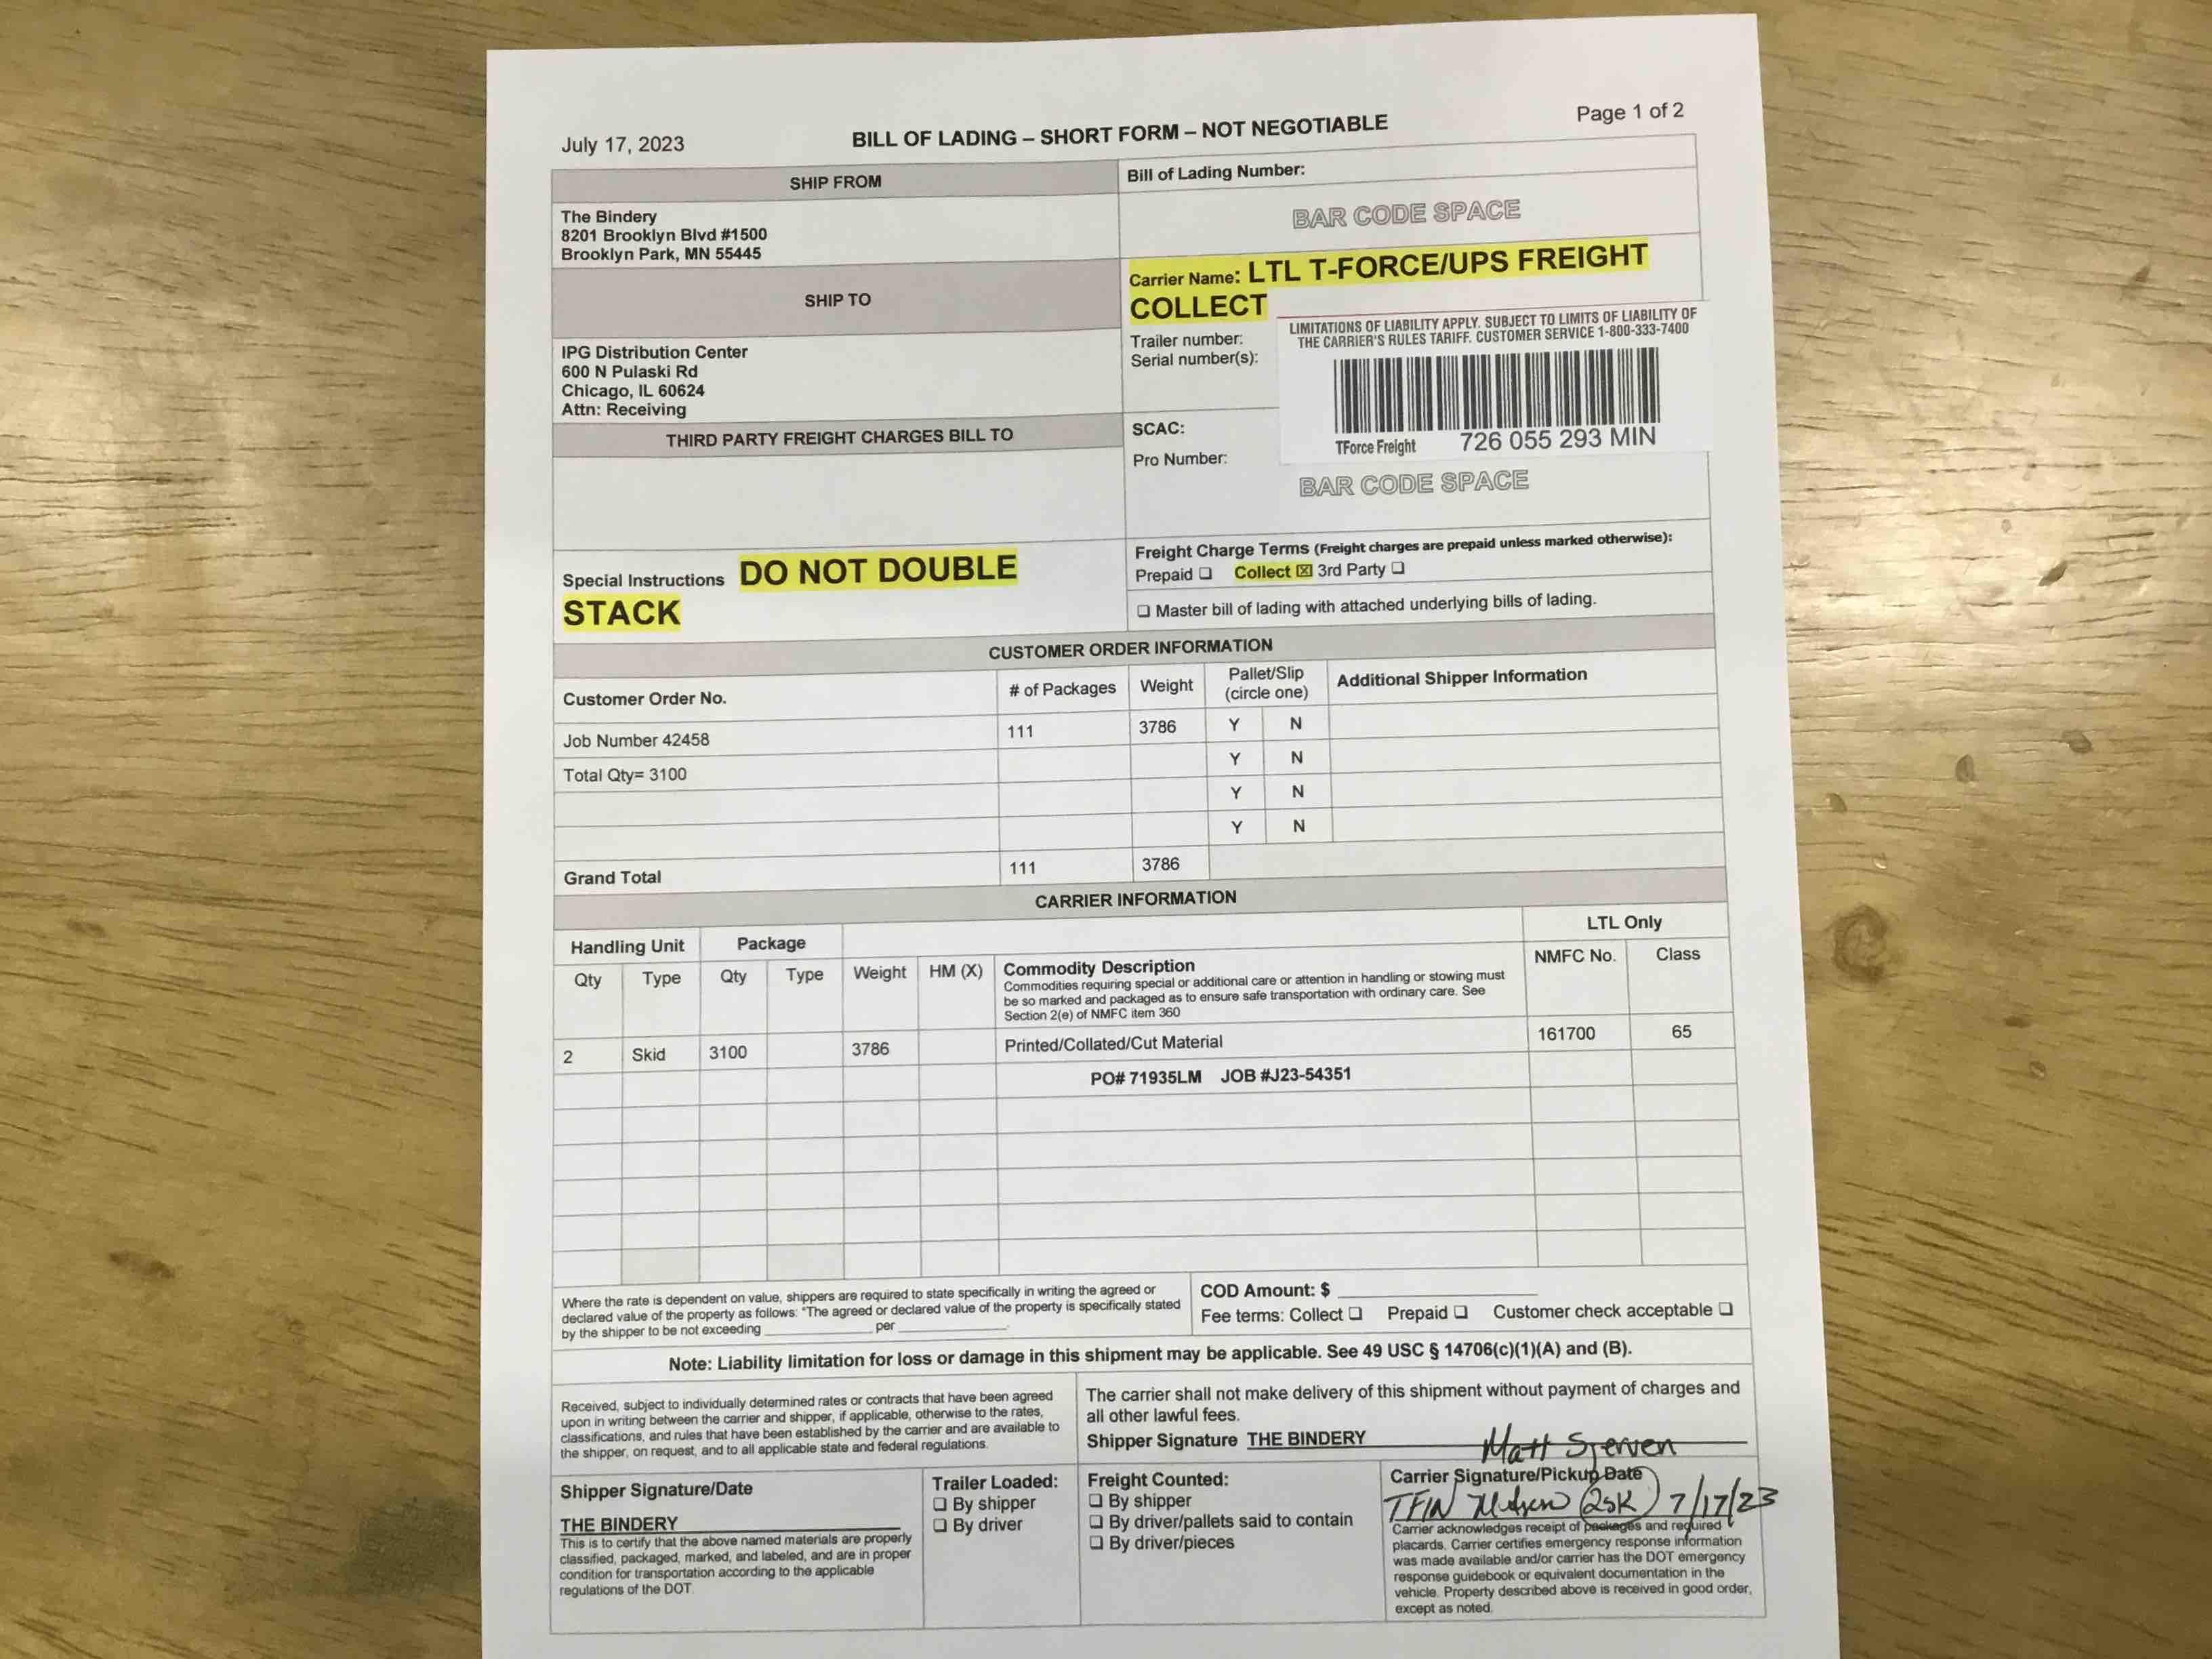 July 17, 2023
BILL OF LADING – SHORT FORM – NOT NEGOTIABLE
Page 1 of 2
SHIP FROM
The Bindery
8201 Brooklyn Blvd #1500
Brooklyn Park, MN 55445
SHIP TO
IPG Distribution Center
600 N Pulaski Rd
Chicago, IL 60624
Attn: Receiving
THIRD PARTY FREIGHT CHARGES BILL TO
Special Instructions DO NOT DOUBLE
STACK
Bill of Lading Number:
BAR CODE SPACE
Carrier Name: LTL T-FORCE/UPS FREIGHT
COLLECT
Trailer number:
Serial number(s):
LIMITATIONS OF LIABILITY APPLY. SUBJECT TO LIMITS OF LIABILITY OF
THE CARRIER'S RULES TARIFF. CUSTOMER SERVICE 1-800-333-7400
TForce Freight 726 055 293 MIN
SCAC:
Pro Number:
BAR CODE SPACE
Freight Charge Terms (Freight charges are prepaid unless marked otherwise):
Prepaid ❑ Collect ☒ 3rd Party ❑
❑ Master bill of lading with attached underlying bills of lading.
CUSTOMER ORDER INFORMATION
Customer Order No. # of Packages Weight Pallet/Slip (circle one) Additional Shipper Information
Job Number 42458 111 3786 Y N
Total Qty= 3100 Y N
Y N
Y N
Grand Total 111 3786
CARRIER INFORMATION
Handling Unit Package LTL Only
Qty Type Qty Type Weight HM (X) Commodity Description NMFC No. Class
Commodities requiring special or additional care or attention in handling or stowing must
be so marked and packaged as to ensure safe transportation with ordinary care. See
Section 2(e) of NMFC item 360
2 Skid 3100 3786 Printed/Collated/Cut Material 161700 65
PO# 71935LM JOB #J23-54351
Where the rate is dependent on value, shippers are required to state specifically in writing the agreed or
declared value of the property as follows: "The agreed or declared value of the property is specifically stated
by the shipper to be not exceeding ______ per ______.
COD Amount: $ ______
Fee terms: Collect ❑ Prepaid ❑ Customer check acceptable ❑
Note: Liability limitation for loss or damage in this shipment may be applicable. See 49 USC § 14706(c)(1)(A) and (B).
Received, subject to individually determined rates or contracts that have been agreed
upon in writing between the carrier and shipper, if applicable, otherwise to the rates,
classifications, and rules that have been established by the carrier and are available to
the shipper, on request, and to all applicable state and federal regulations.
The carrier shall not make delivery of this shipment without payment of charges and
all other lawful fees.
Shipper Signature THE BINDERY Matt
Shipper Signature/Date
THE BINDERY
This is to certify that the above named materials are properly
classified, packaged, marked, and labeled, and are in proper
condition for transportation according to the applicable
regulations of the DOT.
Trailer Loaded:
❑ By shipper
❑ By driver
Freight Counted:
❑ By shipper
❑ By driver/pallets said to contain
❑ By driver/pieces
Carrier Signature/Pickup Date
TFIN (2SK) 7/17/23
Carrier acknowledges receipt of packages and required
placards. Carrier certifies emergency response information
was made available and/or carrier has the DOT emergency
response guidebook or equivalent documentation in the
vehicle. Property described above is received in good order,
except as noted.